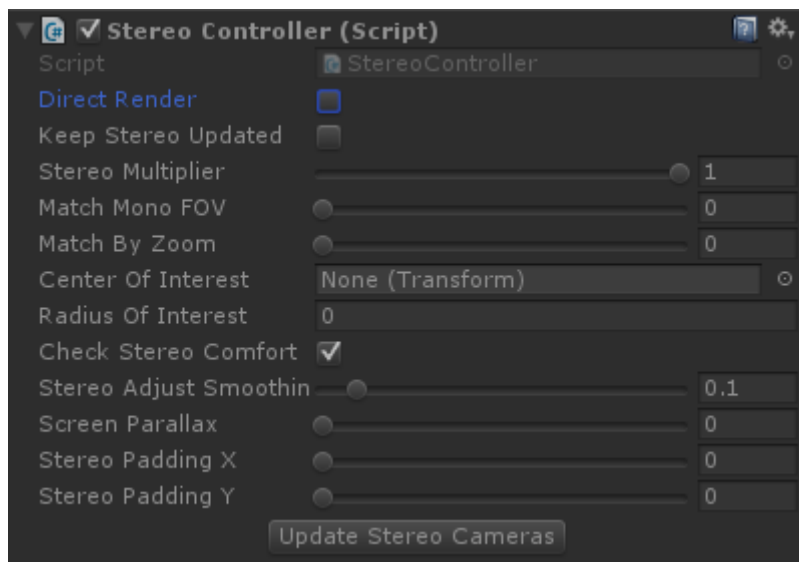 Stereo Controller (Script)
Script StereoController
Direct Render
Keep Stereo Updated
Stereo Multiplier 1
Match Mono FOV 0
Match By Zoom 0
Center Of Interest None (Transform)
Radius Of Interest 0
Check Stereo Comfort
Stereo Adjust Smoothin 0.1
Screen Parallax 0
Stereo Padding X 0
Stereo Padding Y 0
Update Stereo Cameras